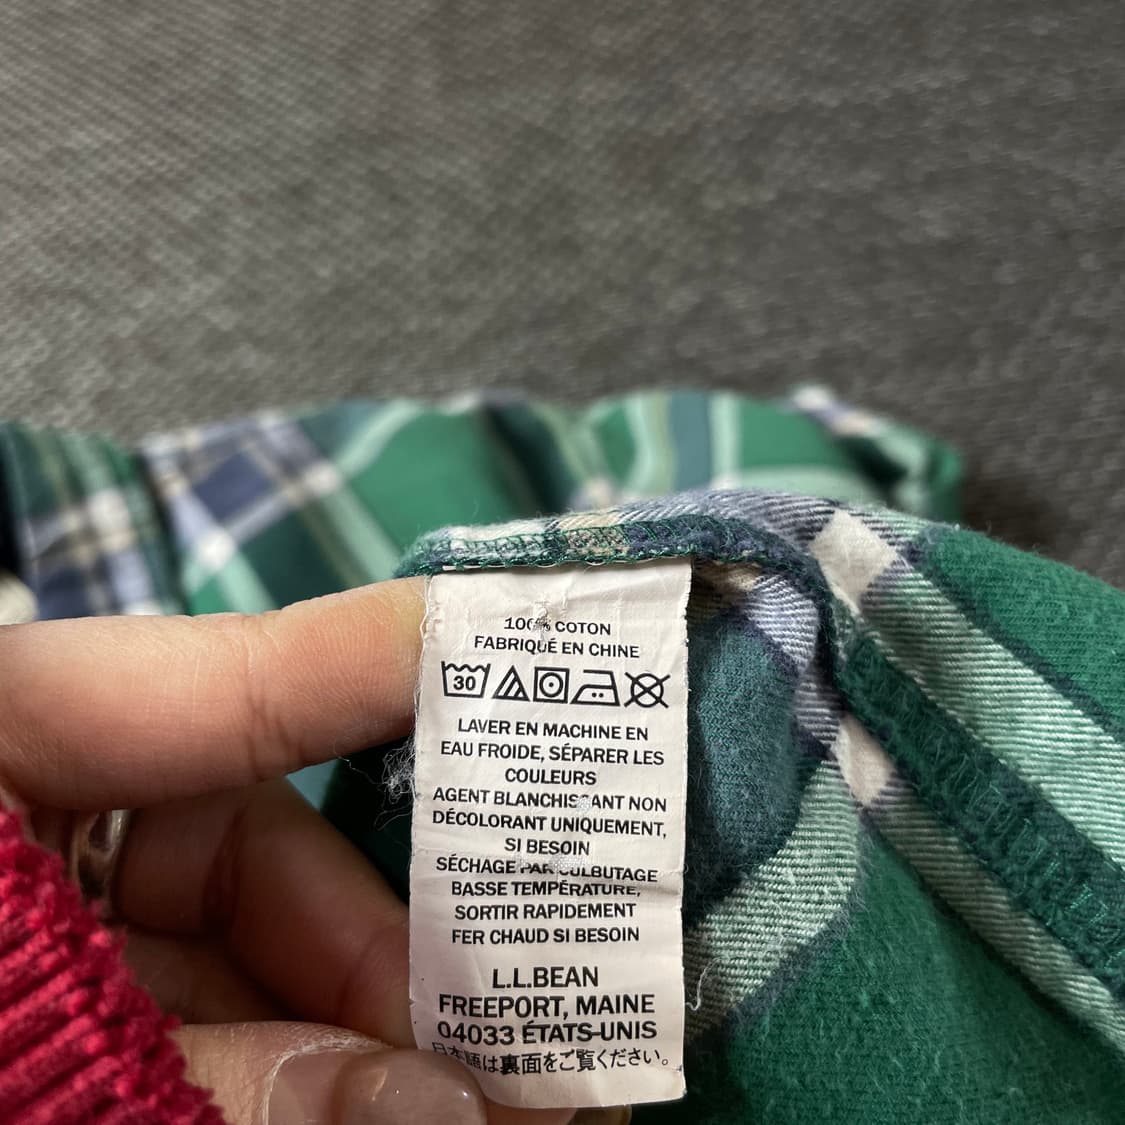 100% COTON
FABRIQUÉ EN CHINE
30
LAVER EN MACHINE EN
EAU FROIDE, SÉPARER LES
COULEURS
AGENT BLANCHISSANT NON
DÉCOLORANT UNIQUEMENT,
SI BESOIN
SÉCHAGE PAR CULBUTAGE
BASSE TEMPÉRATURE,
SORTIR RAPIDEMENT
FER CHAUD SI BESOIN
L.L.BEAN
FREEPORT, MAINE
04033 ÉTATS-UNIS
日本語は裏面をご覧ください。